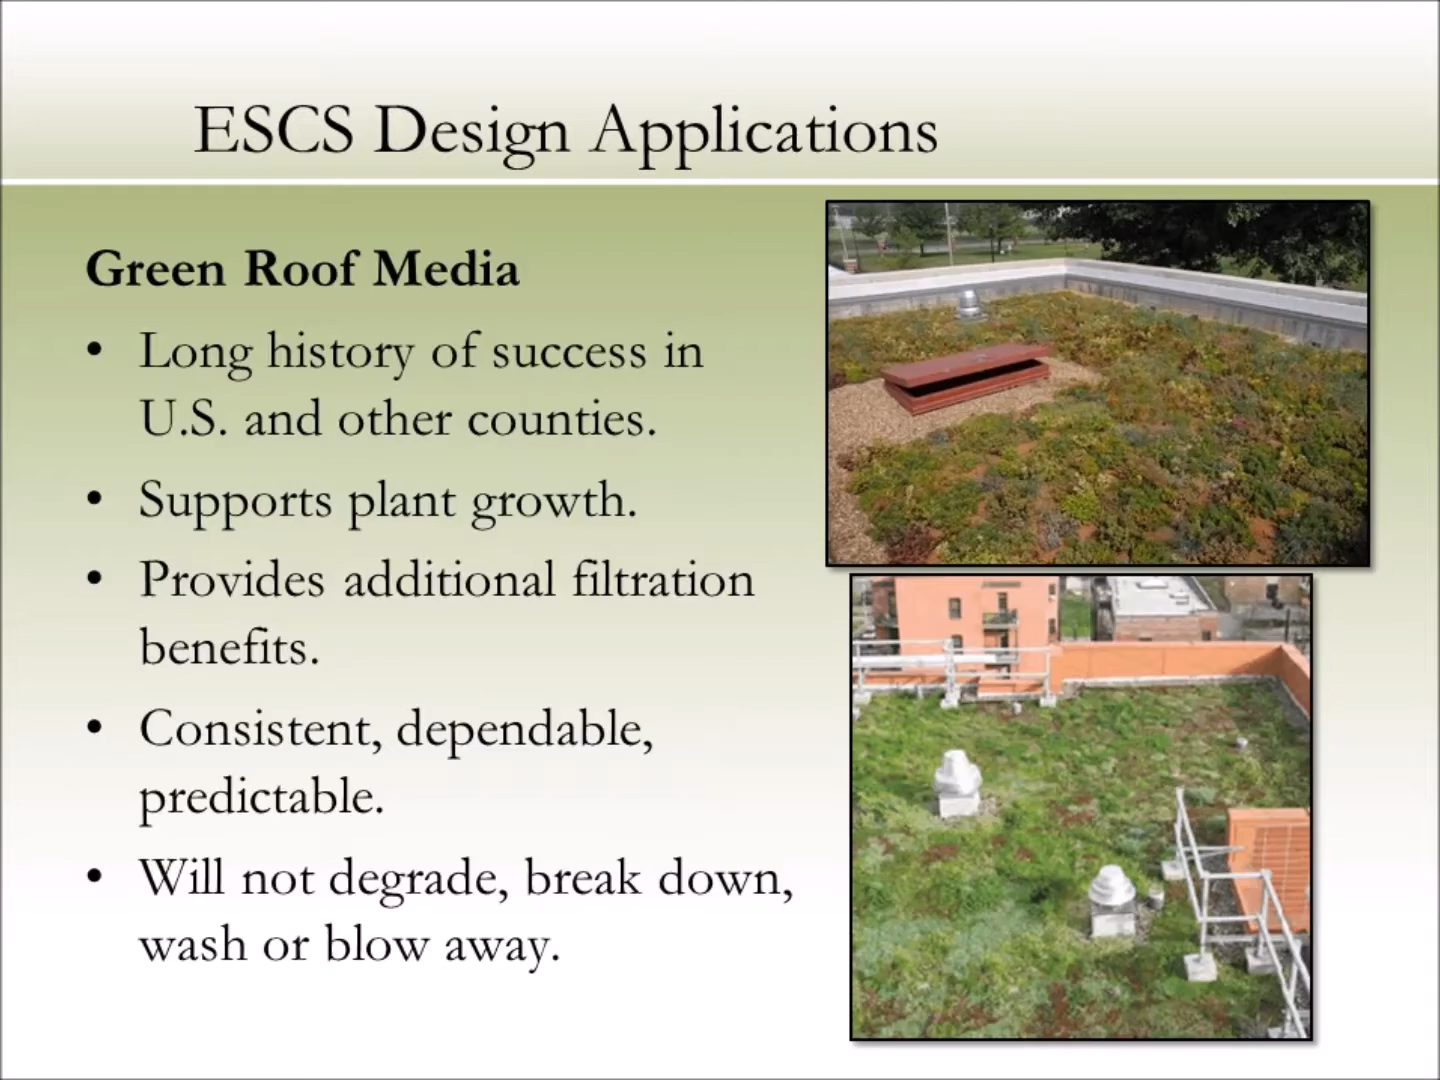 ESCS Design Applications
Green Roof Media
• Long history of success in
U.S. and other counties.
• Supports plant growth.
• Provides additional filtration
benefits.
• Consistent, dependable,
predictable.
• Will not degrade, break down,
wash or blow away.